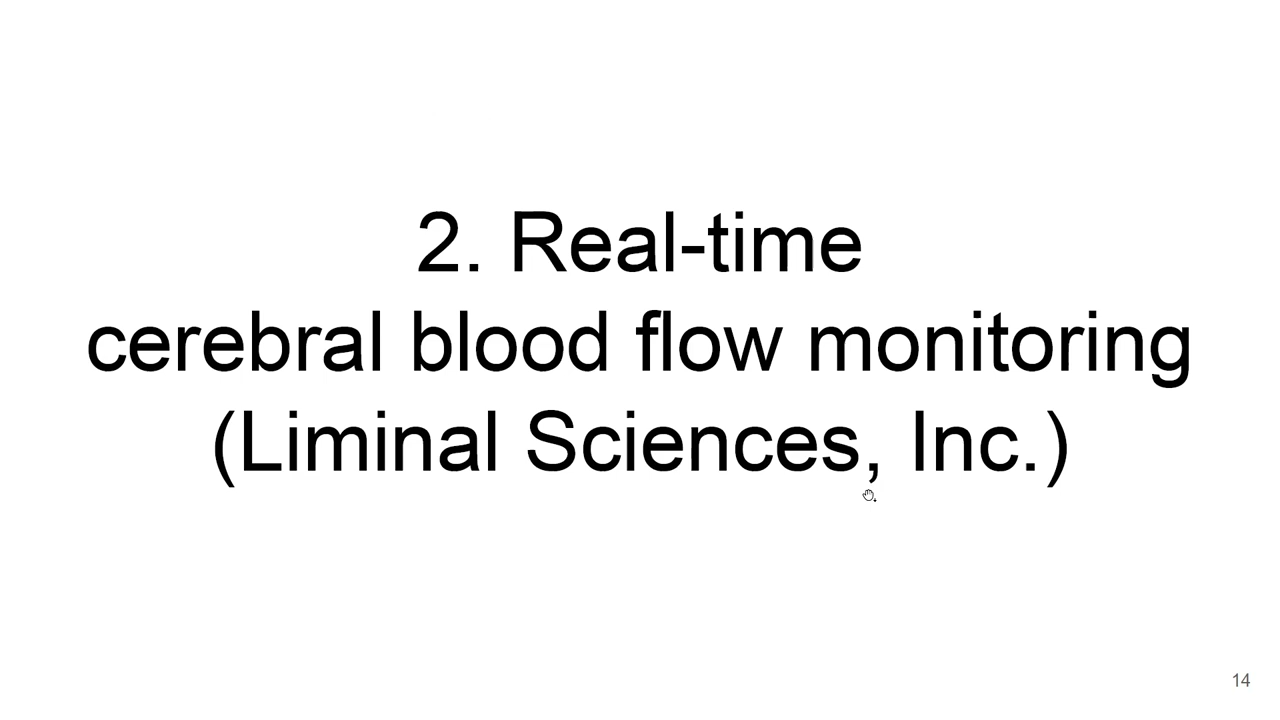 2. Real-time
cerebral blood flow monitoring
(Liminal Sciences, Inc.)
14